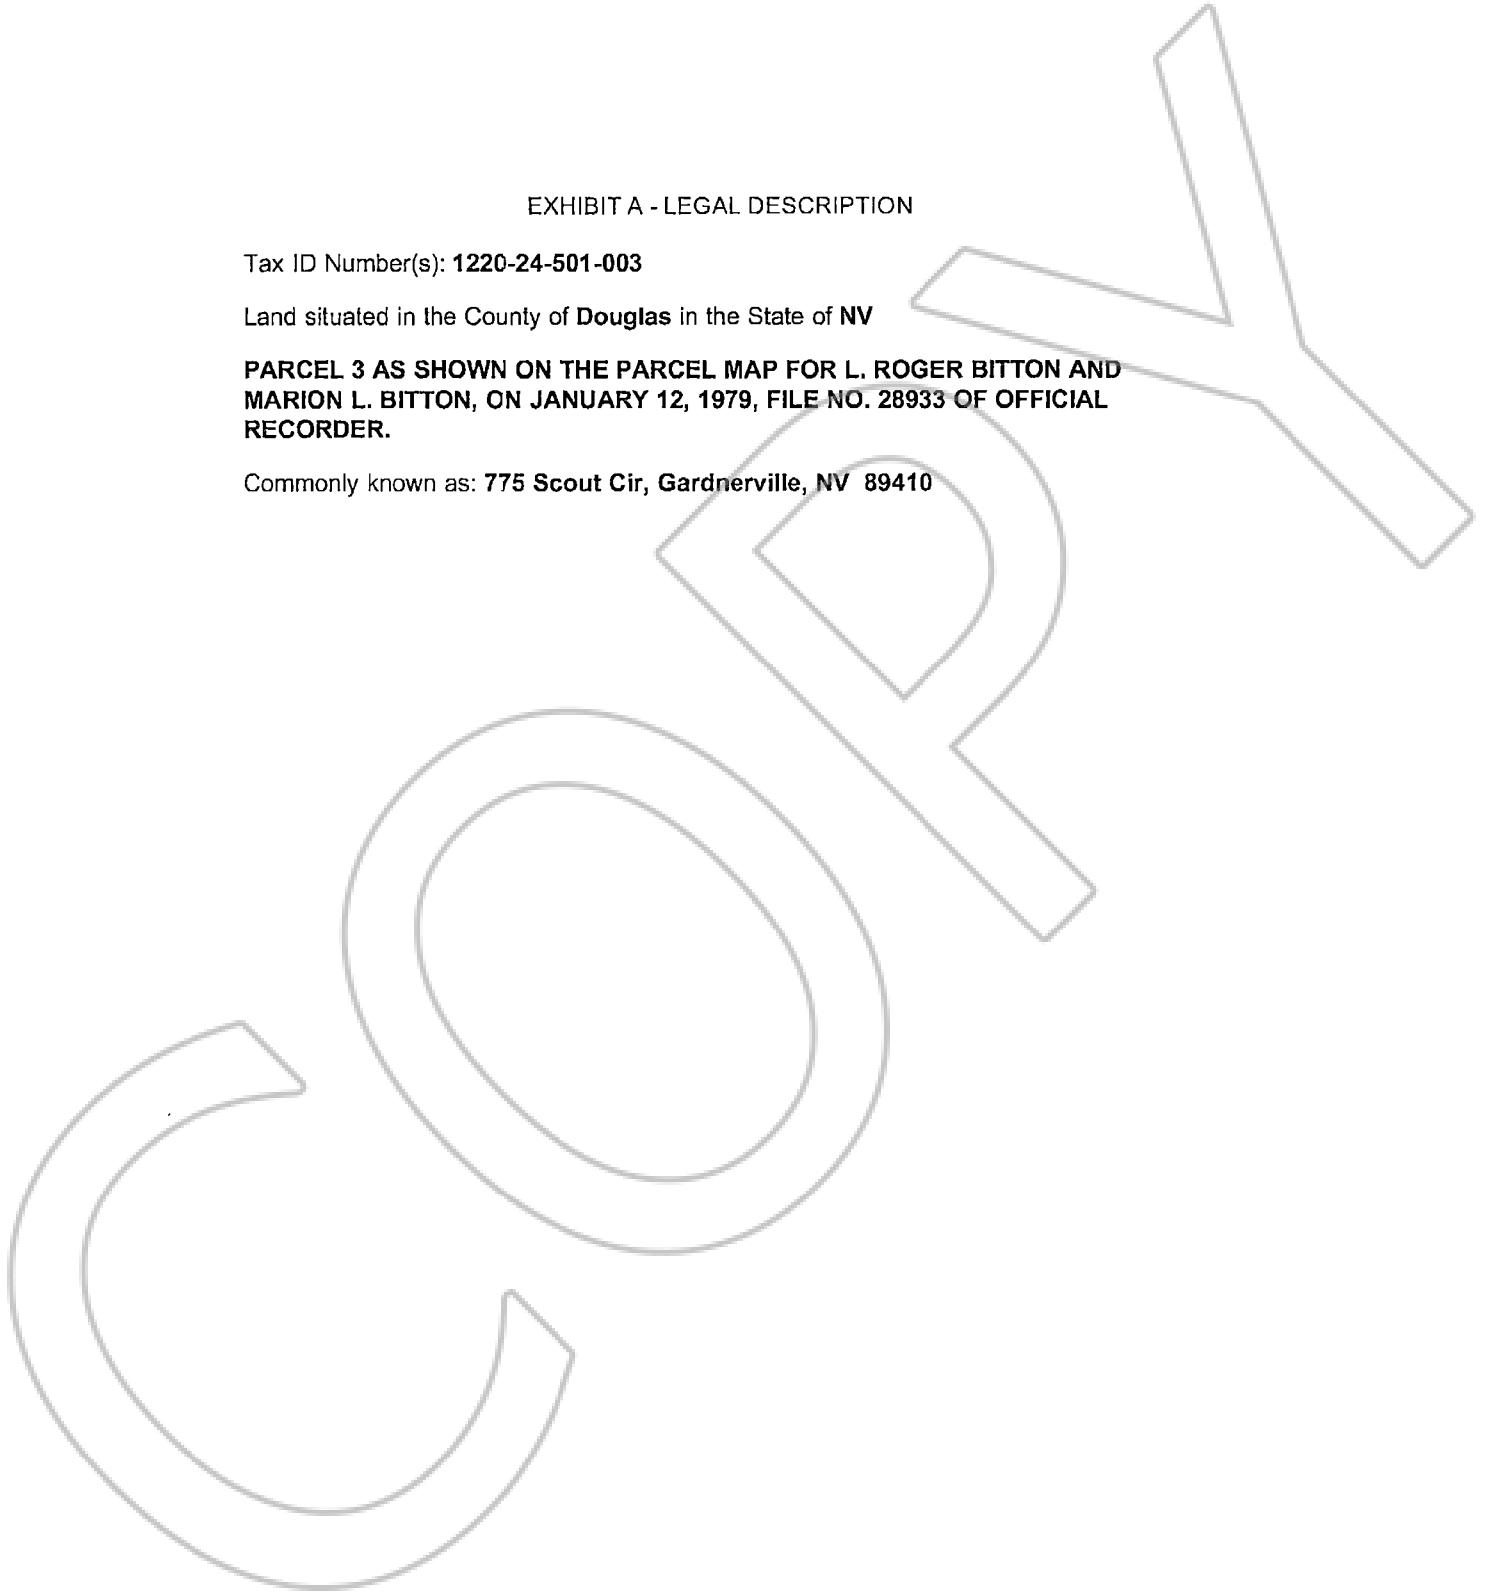 EXHIBIT A - LEGAL DESCRIPTION
Tax ID Number(s): 1220-24-501-003
Land situated in the County of Douglas in the State of NV
PARCEL 3 AS SHOWN ON THE PARCEL MAP FOR L. ROGER BITTON AND
MARION L. BITTON, ON JANUARY 12, 1979, FILE NO. 28933 OF OFFICIAL
RECORDER.
Commonly known as: 775 Scout Cir, Gardnerville, NV 89410
COPY